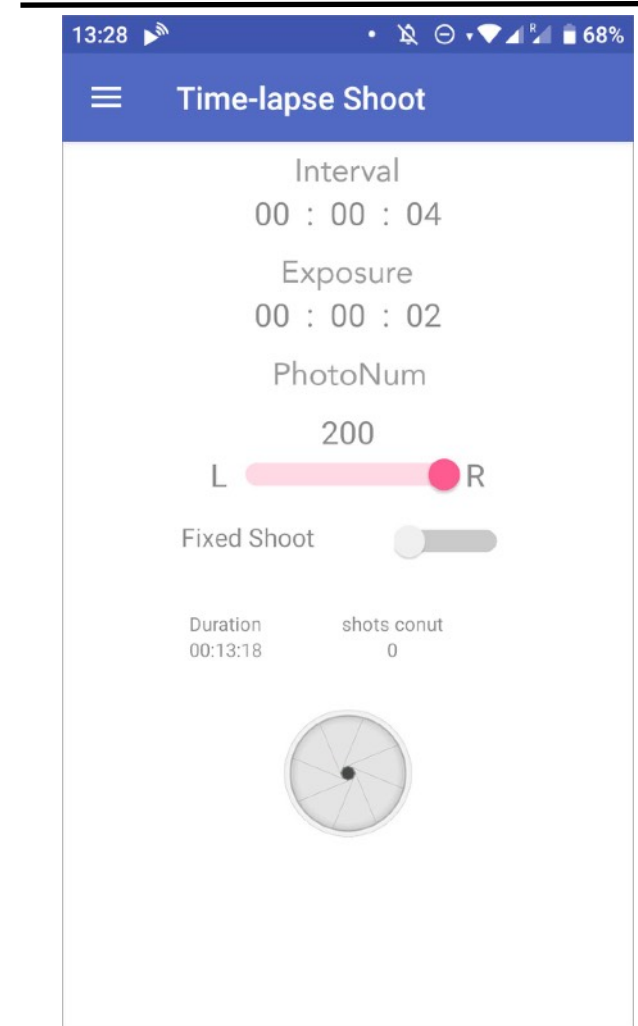 13:28 R 68%
Time-lapse Shoot
Interval
00 : 00 : 04
Exposure
00 : 00 : 02
PhotoNum
200
L R
Fixed Shoot
Duration shots conut
00:13:18 0